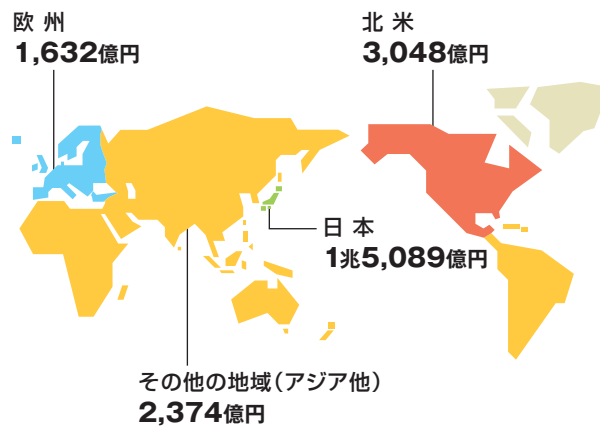 欧 州
1,632億円
北 米
3,048億円
日 本
1兆5,089億円
その他の地域（アジア他）
2,374億円